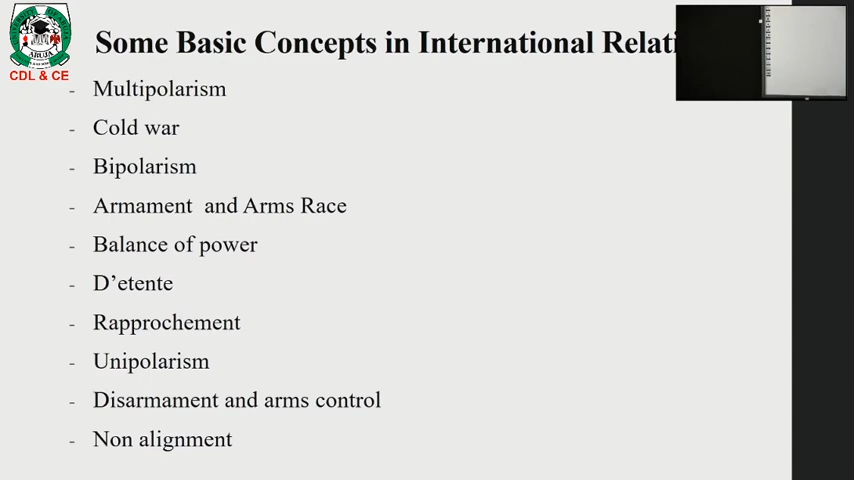 Some Basic Concepts in International
CDL & CE
- Multipolarism
- Cold war
- Bipolarism
- Armament and Arms Race
- Balance of power
- D’etente
- Rapprochement
- Unipolarism
- Disarmament and arms control
- Non alignment